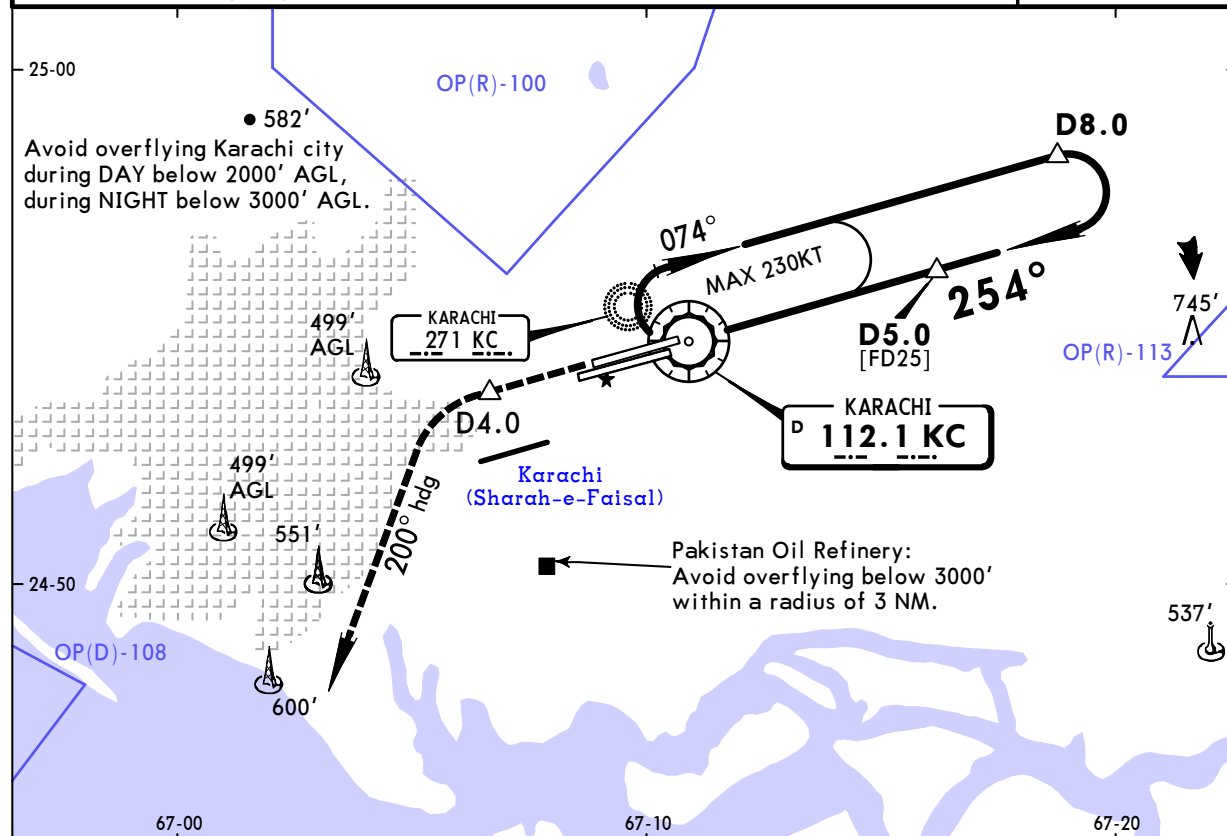 25-00
OP(R)-100
582'
Avoid overflying Karachi city
during DAY below 2000' AGL,
during NIGHT below 3000' AGL.
D8.0
074°
MAX 230KT
254°
D5.0
[FD25]
745'
OP(R)-113
499'
AGL
KARACHI
271 KC
D4.0
KARACHI
D 112.1 KC
Karachi
(Sharah-e-Faisal)
499'
AGL
200° hdg
551'
Pakistan Oil Refinery:
Avoid overflying below 3000'
within a radius of 3 NM.
24-50
537'
OP(D)-108
600'
67-00
67-10
67-20